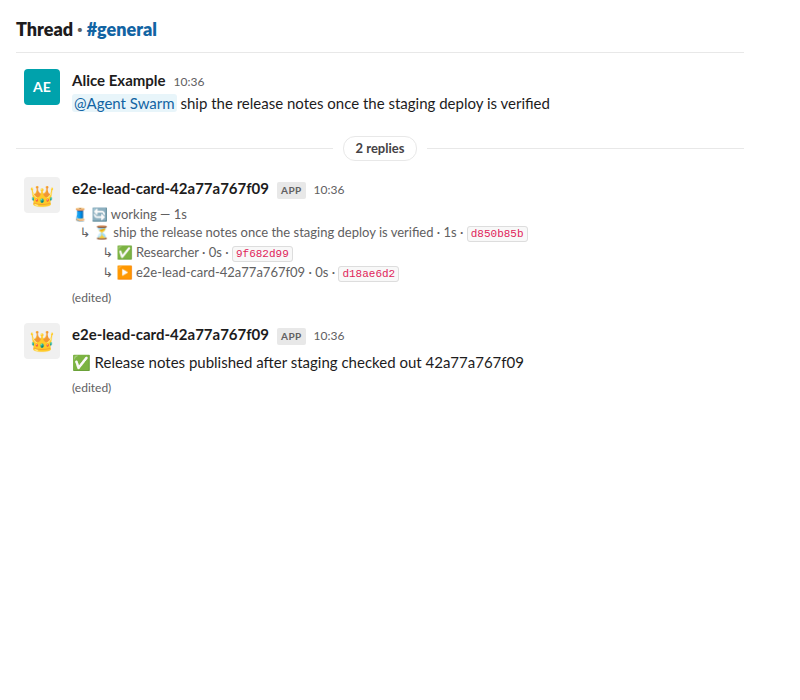 Thread • #general
AE
Alice Example 10:36
@Agent Swarm ship the release notes once the staging deploy is verified
2 replies
e2e-lead-card-42a77a767f09 APP 10:36
🧵 🔄 working — 1s
↳ ⏳ ship the release notes once the staging deploy is verified · 1s · d850b85b
↳ ✅ Researcher · 0s · 9f682d99
↳ ▶️ e2e-lead-card-42a77a767f09 · 0s · d18ae6d2
(edited)
e2e-lead-card-42a77a767f09 APP 10:36
✅ Release notes published after staging checked out 42a77a767f09
(edited)